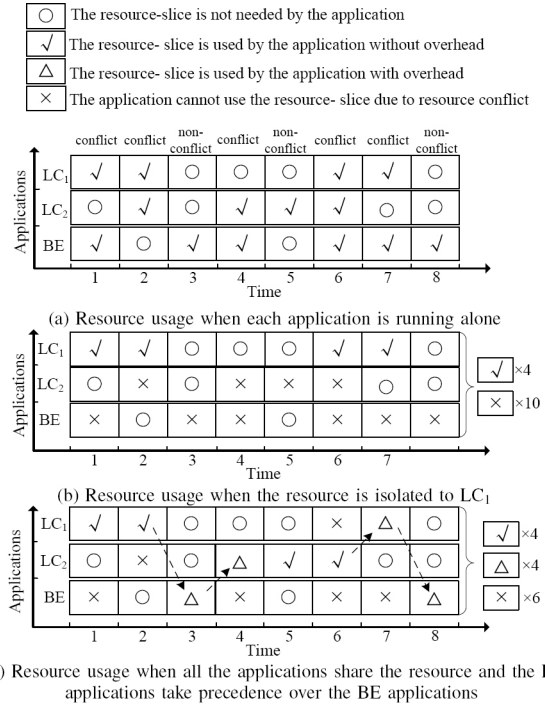 The resource-slice is not needed by the application
The resource- slice is used by the application without overhead
The resource- slice is used by the application with overhead
The application cannot use the resource- slice due to resource conflict
conflict conflict non-conflict conflict non-conflict conflict conflict non-conflict
Applications
LC1
LC2
BE
1 2 3 4 5 6 7 8
Time
(a) Resource usage when each application is running alone
Applications
LC1
LC2
BE
×4
×10
1 2 3 4 5 6 7
Time
(b) Resource usage when the resource is isolated to LC1
Applications
LC1
LC2
BE
×4
×4
×6
1 2 3 4 5 6 7 8
Time
) Resource usage when all the applications share the resource and the
applications take precedence over the BE applications